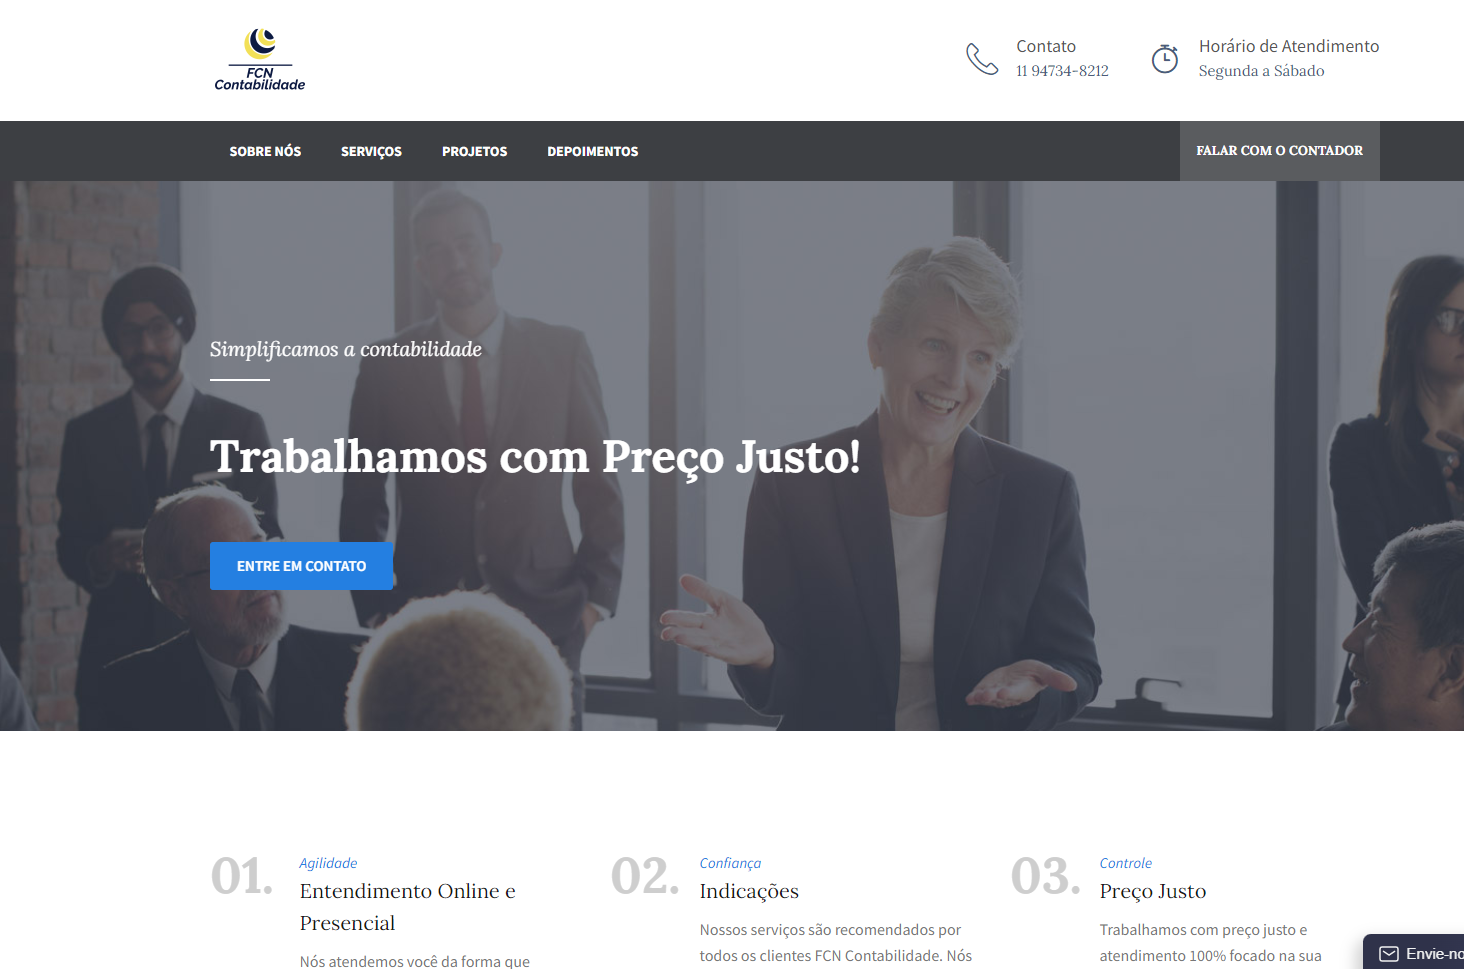 FCN
Contabilidade
Contato
11 94734-8212
Horário de Atendimento
Segunda a Sábado
SOBRE NÓS
SERVIÇOS
PROJETOS
DEPOIMENTOS
FALAR COM O CONTADOR
Simplificamos a contabilidade
Trabalhamos com Preço Justo!
ENTRE EM CONTATO
01.
Agilidade
Entendimento Online e
Presencial
Nós atendemos você da forma que
02.
Confiança
Indicações
Nossos serviços são recomendados por
todos os clientes FCN Contabilidade. Nós
03.
Controle
Preço Justo
Trabalhamos com preço justo e
atendimento 100% focado na sua
Envie-no